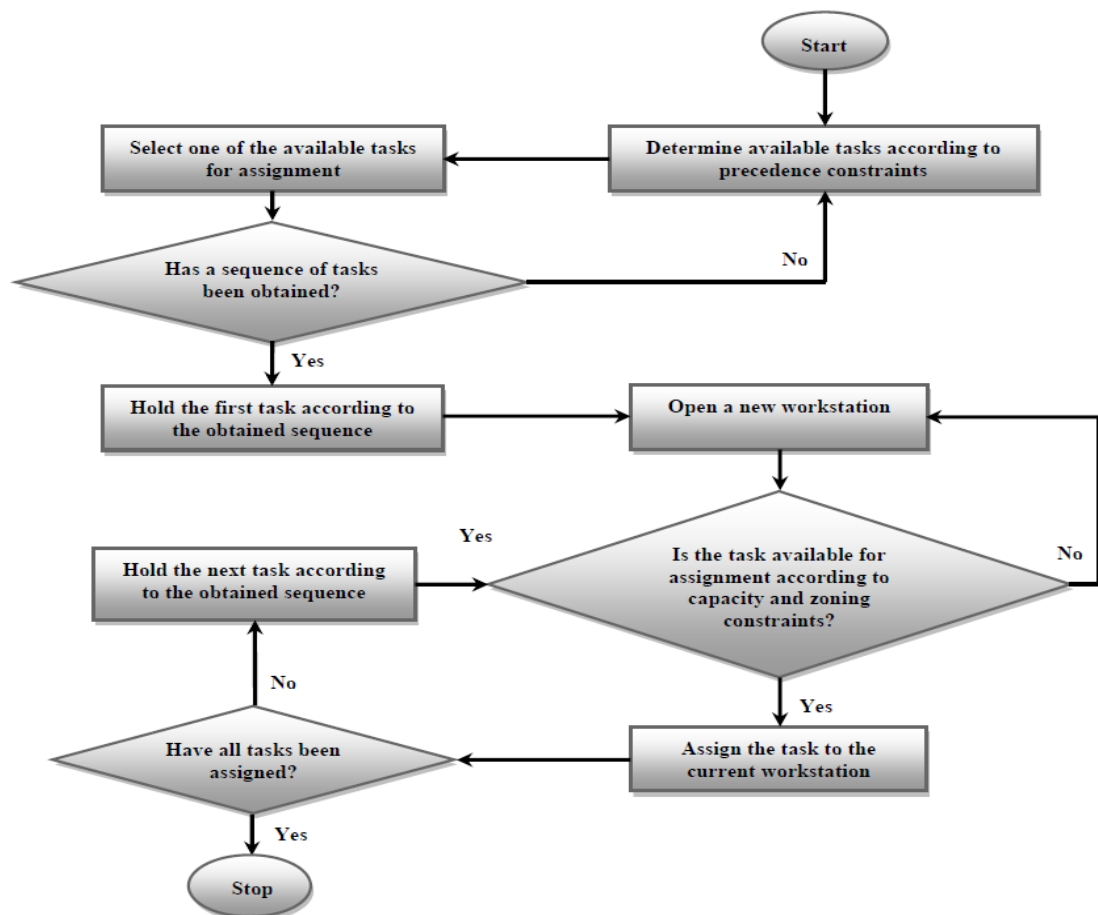 Start
Determine available tasks according to
precedence constraints
Select one of the available tasks
for assignment
Has a sequence of tasks
been obtained?
No
Yes
Hold the first task according to
the obtained sequence
Open a new workstation
Is the task available for
assignment according to
capacity and zoning
constraints?
No
Yes
Hold the next task according
to the obtained sequence
Yes
Assign the task to the
current workstation
Have all tasks been
assigned?
No
Yes
Stop